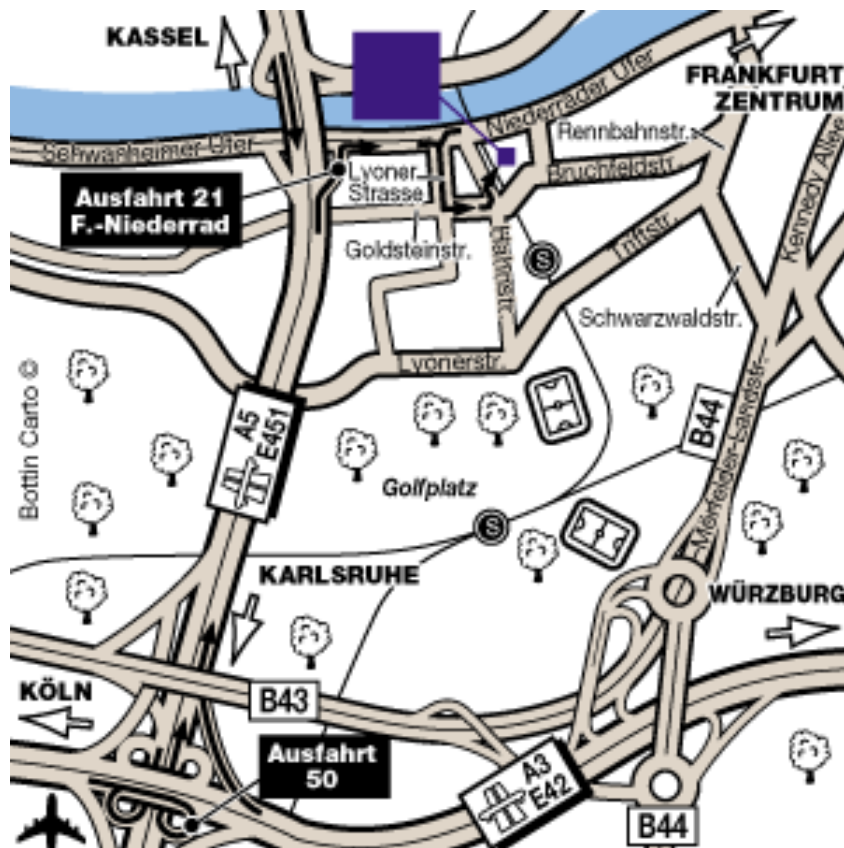 KASSEL
FRANKFURT
ZENTRUM
Niederräder Ufer
Rennbahnstr.
Schwanheimer Ufer
Lyoner
Strasse
Bruchfeldstr.
Kennedy Allee
Ausfahrt 21
F.-Niederrad
Goldsteinstr.
Hahnstr.
S
Triftstr.
Schwarzwaldstr.
Lyonerstr.
Bottin Carto ©
A5
E451
B44
Mörfelder-Landstr.
Golfplatz
S
KARLSRUHE
WÜRZBURG
KÖLN
B43
Ausfahrt
50
A3
E42
B44